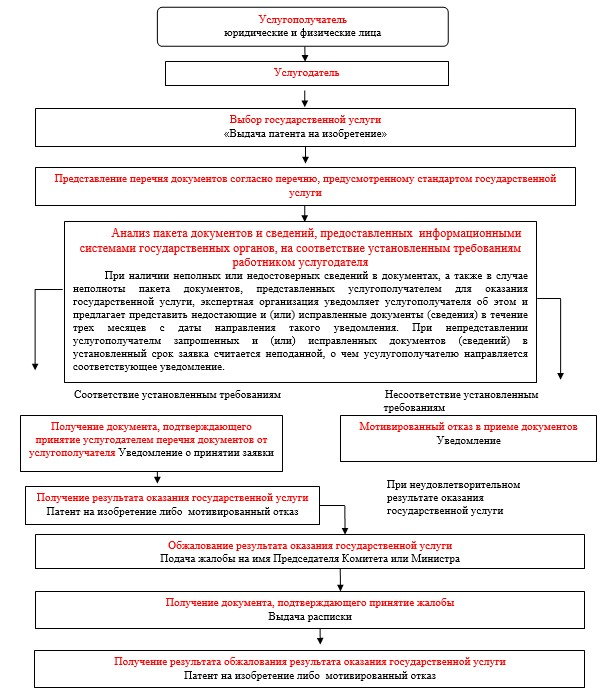 Услугополучатель
юридические и физические лица
Услугодатель
Выбор государственной услуги
«Выдача патента на изобретение»
Представление перечня документов согласно перечню, предусмотренному стандартом государственной
услуги
Анализ пакета документов и сведений, предоставленных информационными
системами государственных органов, на соответствие установленным требованиям
работником услугодателя
При наличии неполных или недостоверных сведений в документах, а также в случае
неполноты пакета документов, представленных услугополучателем для оказания
государственной услуги, экспертная организация уведомляет услугополучателя об этом и
предлагает представить недостающие и (или) исправленные документы (сведения) в течение
трех месяцев с даты направления такого уведомления. При непредставлении
услугополучателм запрошенных и (или) исправленных документов (сведений) в
установленный срок заявка считается неподанной, о чем усулугополучателю направляется
соответствующее уведомление.
Соответствие установленным требованиям
Несоответствие установленным
требованиям
Получение документа, подтверждающего
принятие услугодателем перечня документов от
услугополучателя Уведомление о принятии заявки
Мотивированный отказ в приеме документов
Уведомление
Получение результата оказания государственной услуги
Патент на изобретение либо мотивированный отказ
При неудовлетворительном
результате оказания
государственной услуги
Обжалование результата оказания государственной услуги
Подача жалобы на имя Председателя Комитета или Министра
Получение документа, подтверждающего принятие жалобы
Выдача расписки
Получение результата обжалования результата оказания государственной услуги
Патент на изобретение либо мотивированный отказ